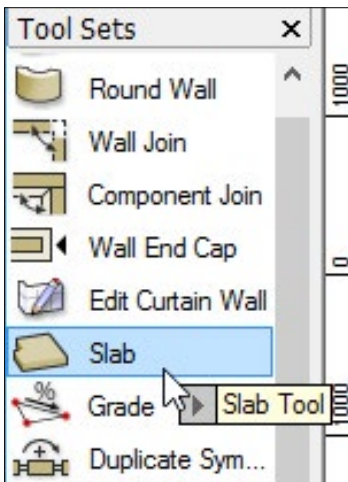 Tool Sets
Round Wall
Wall Join
Component Join
Wall End Cap
Edit Curtain Wall
Slab
Grade
Slab Tool
Duplicate Sym...
1000
0
1000
%